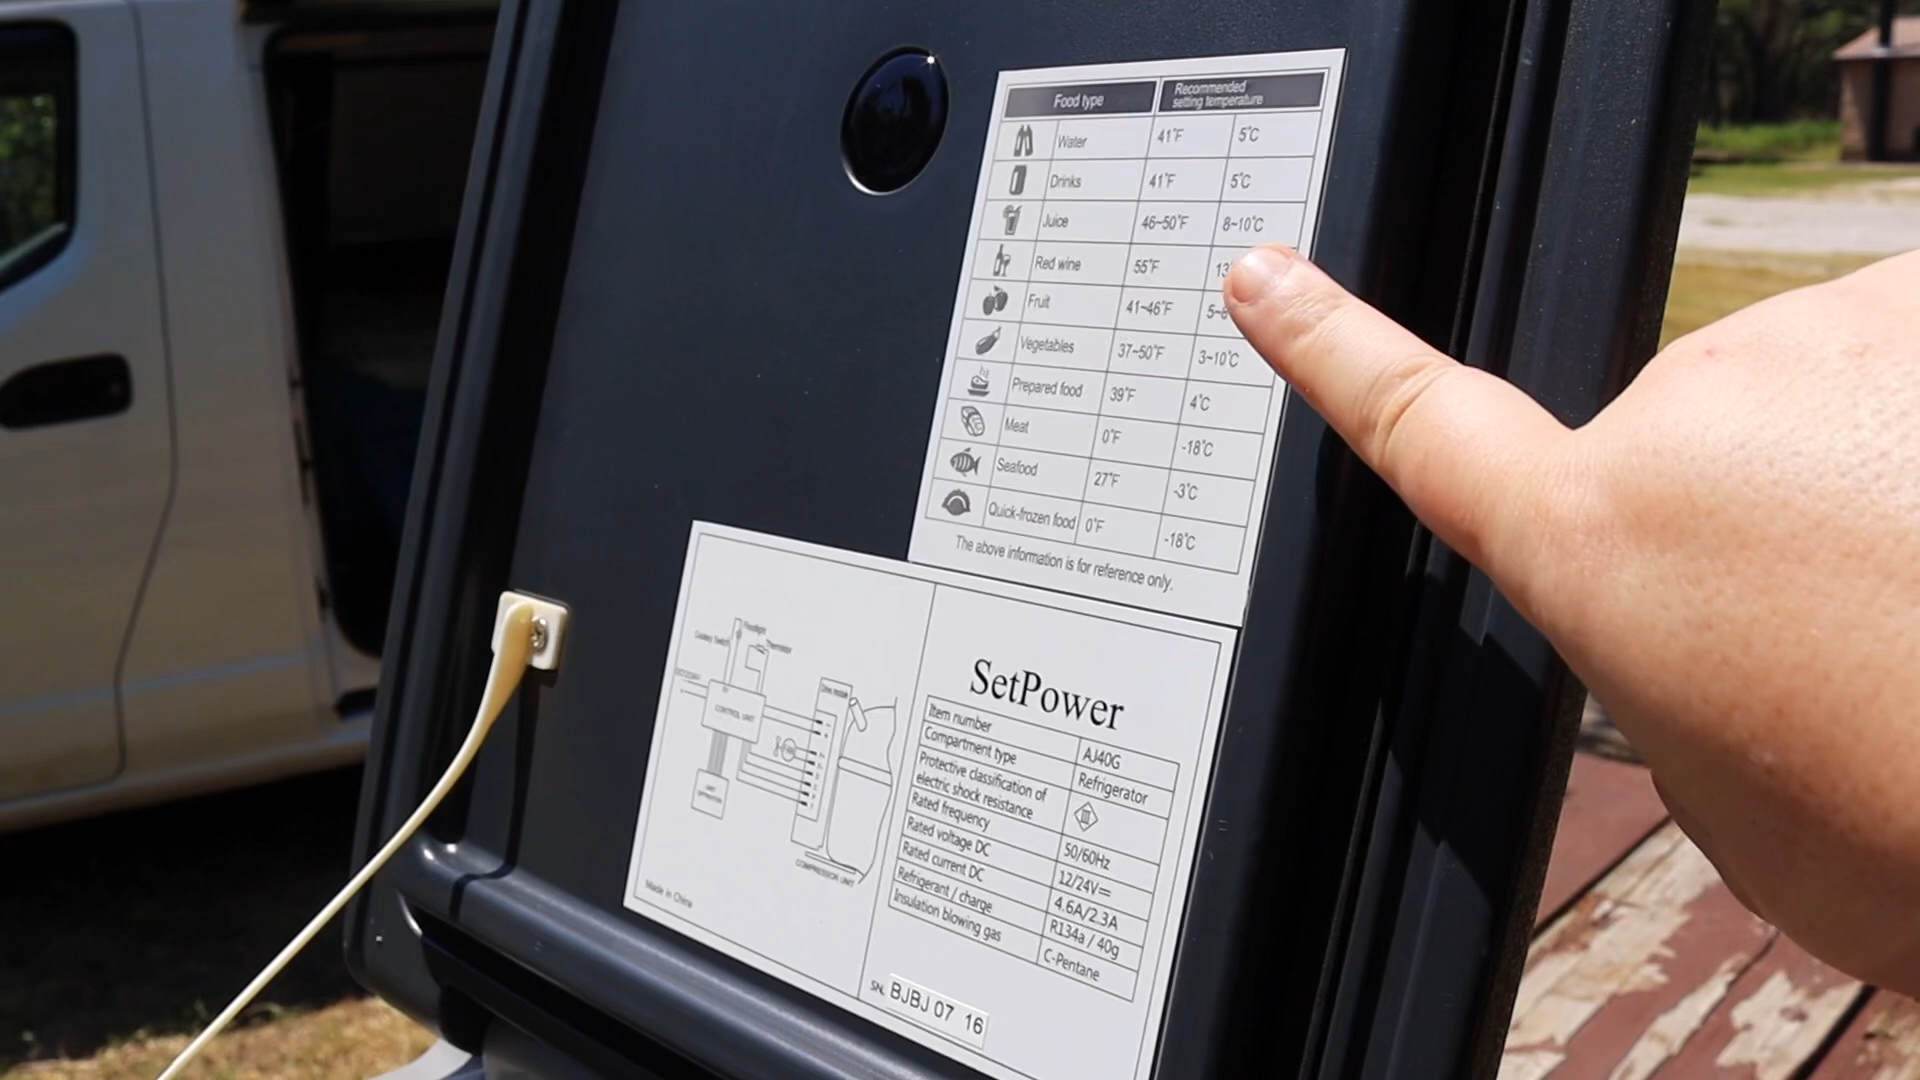 Food type Recommended setting temperature
Water 41°F 5°C
Drinks 41°F 5°C
Juice 46~50°F 8~10°C
Red wine 55°F 13
Fruit 41~46°F 5~8
Vegetables 37~50°F 3~10°C
Prepared food 39°F 4°C
Meat 0°F -18°C
Seafood 27°F -3°C
Quick-frozen food 0°F -18°C
The above information is for reference only.
Thermistor
CONTROL UNIT
COMPRESSOR UNIT
Made in China
SetPower
Item number AJ40G
Compartment type Refrigerator
Protective classification of electric shock resistance III
Rated frequency 50/60Hz
Rated voltage DC 12/24V
Rated current DC 4.6A/2.3A
Refrigerant / charge R134a / 40g
Insulation blowing gas C-Pentane
SN. BJBJ 07 16